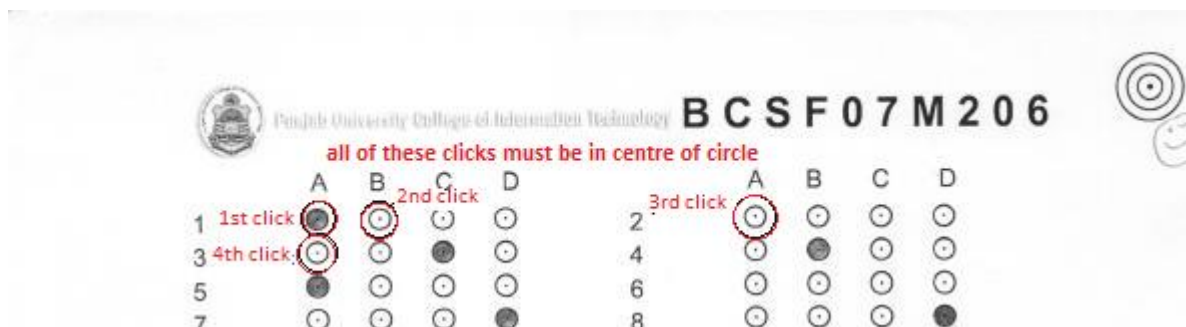 Punjab University College of Information Technology BCSF07M206
all of these clicks must be in centre of circle
A B C D A B C D
1 1st click 2nd click 2 3rd click
3 4th click 4
5 6
7 8